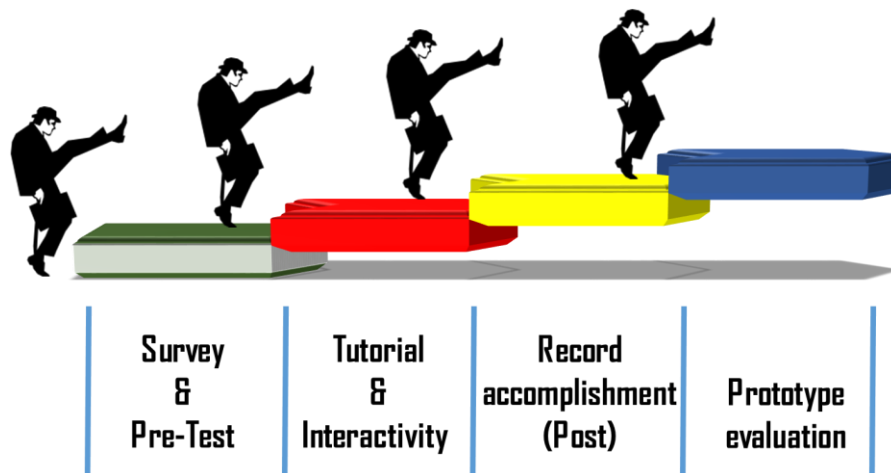 Survey
&
Pre-Test
Tutorial
&
Interactivity
Record
accomplishment
(Post)
Prototype
evaluation